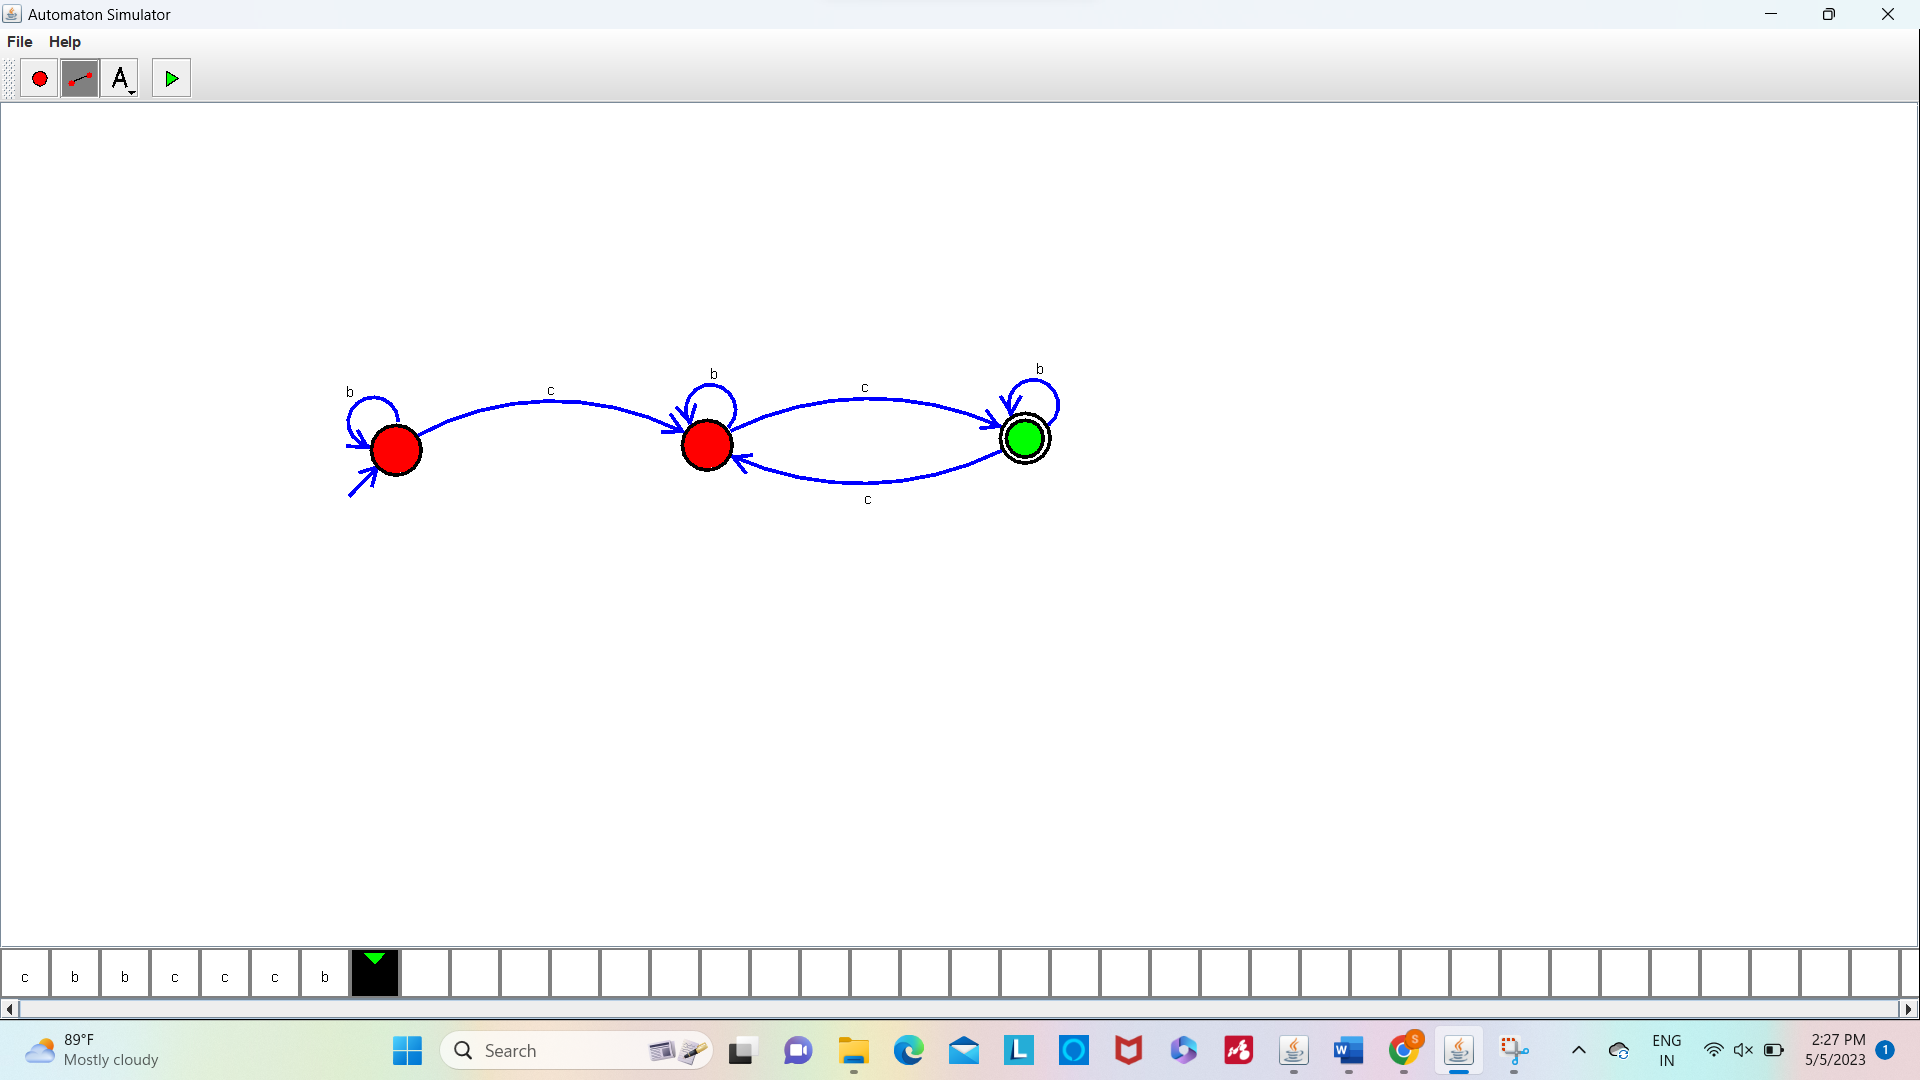 Automaton Simulator
File Help
A
b
c
b
c
b
c
c b b c c c b
89°F
Mostly cloudy
Search
L
W
S
ENG
IN
2:27 PM
5/5/2023
1